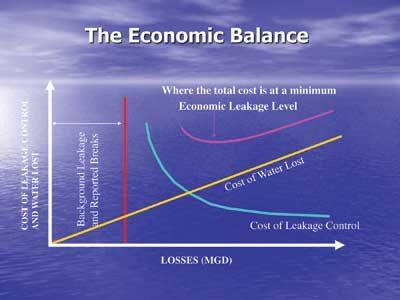 The Economic Balance
Where the total cost is at a minimum
Economic Leakage Level
COST OF LEAKAGE CONTROL
AND WATER LOST
Background Leakage
and Reported Breaks
Cost of Water Lost
Cost of Leakage Control
LOSSES (MGD)